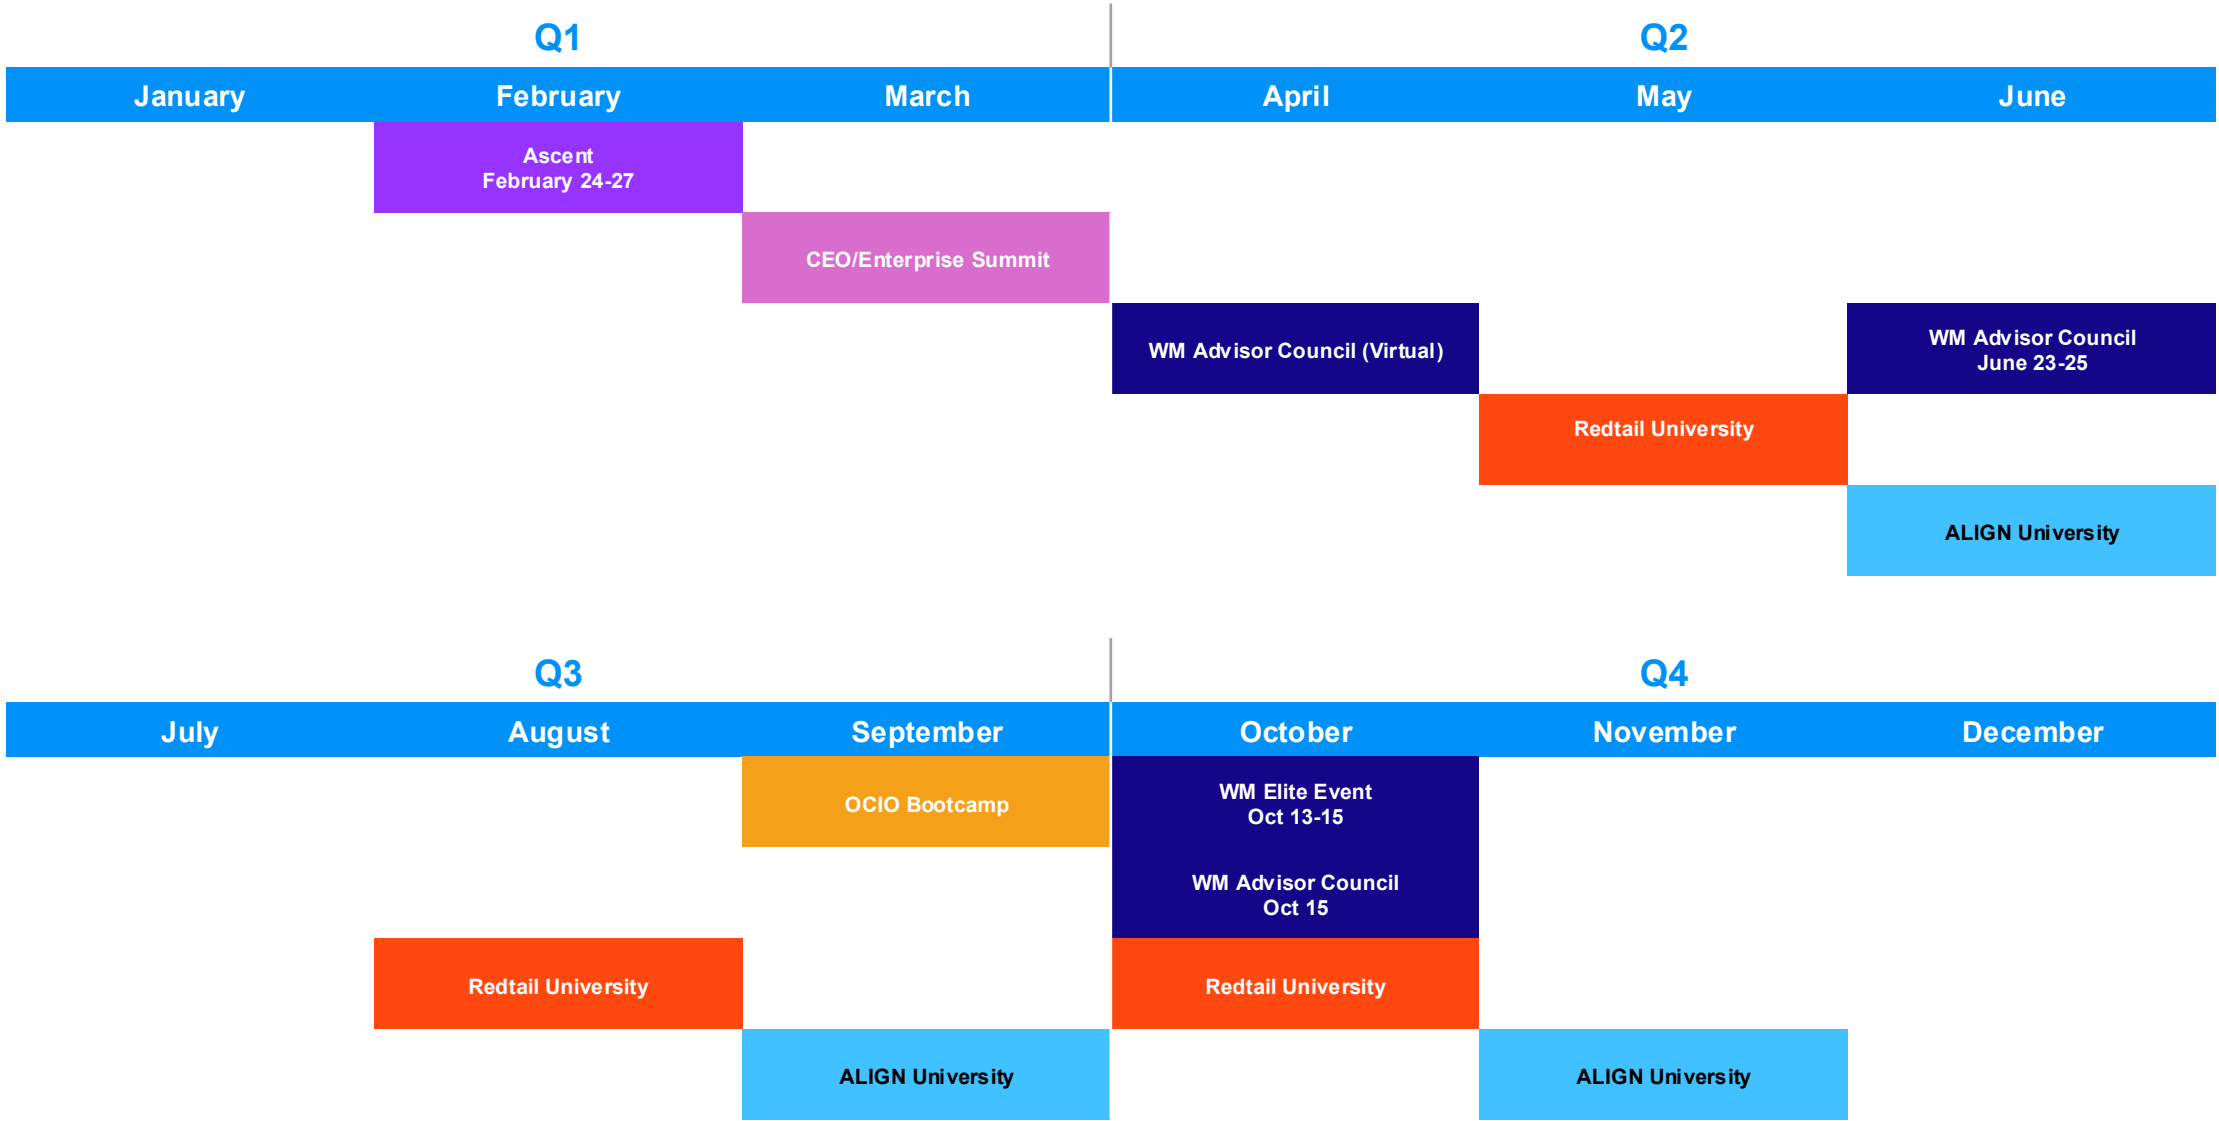 Q1
Q2
January
February
March
April
May
June
Ascent
February 24-27
CEO/Enterprise Summit
WM Advisor Council (Virtual)
WM Advisor Council
June 23-25
Redtail University
ALIGN University
Q3
Q4
July
August
September
October
November
December
OCIO Bootcamp
WM Elite Event
Oct 13-15
WM Advisor Council
Oct 15
Redtail University
Redtail University
ALIGN University
ALIGN University